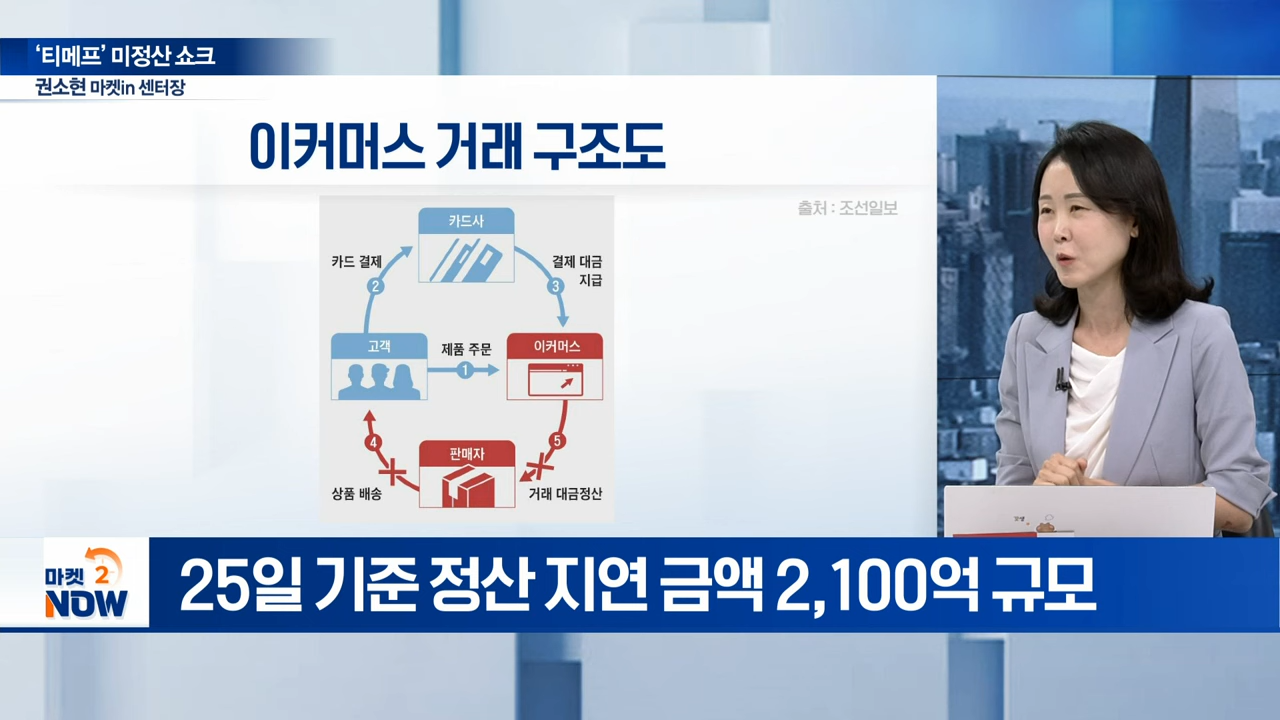 ‘티메프’ 미정산 쇼크
권소현 마켓in 센터장
이커머스 거래 구조도
출처 : 조선일보
카드사
카드 결제
결제 대금
지급
2
3
고객
제품 주문
이커머스
1
4
판매자
5
상품 배송
거래 대금정산
마켓 2
NOW
25일 기준 정산 지연 금액 2,100억 규모